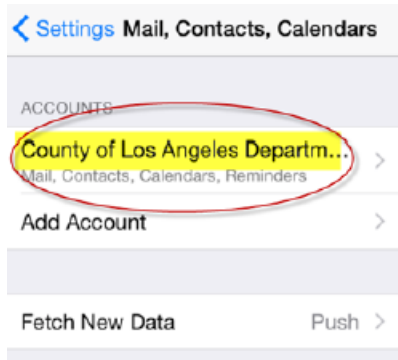 Settings Mail, Contacts, Calendars
ACCOUNTS
County of Los Angeles Departm...
Mail, Contacts, Calendars, Reminders
Add Account
Fetch New Data Push